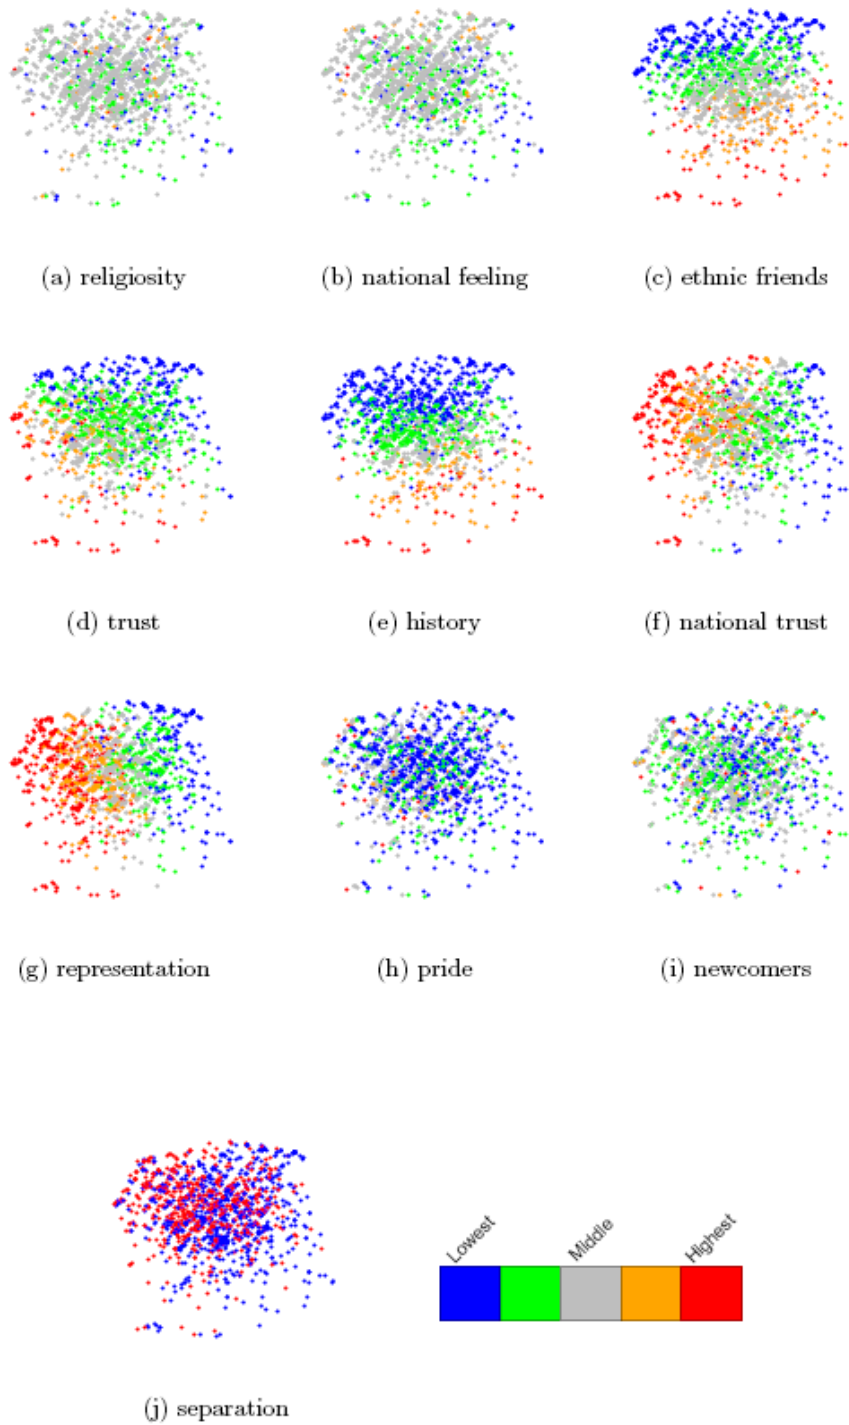 (a) religiosity
(b) national feeling
(c) ethnic friends
(d) trust
(e) history
(f) national trust
(g) representation
(h) pride
(i) newcomers
Lowest
Middle
Highest
(j) separation